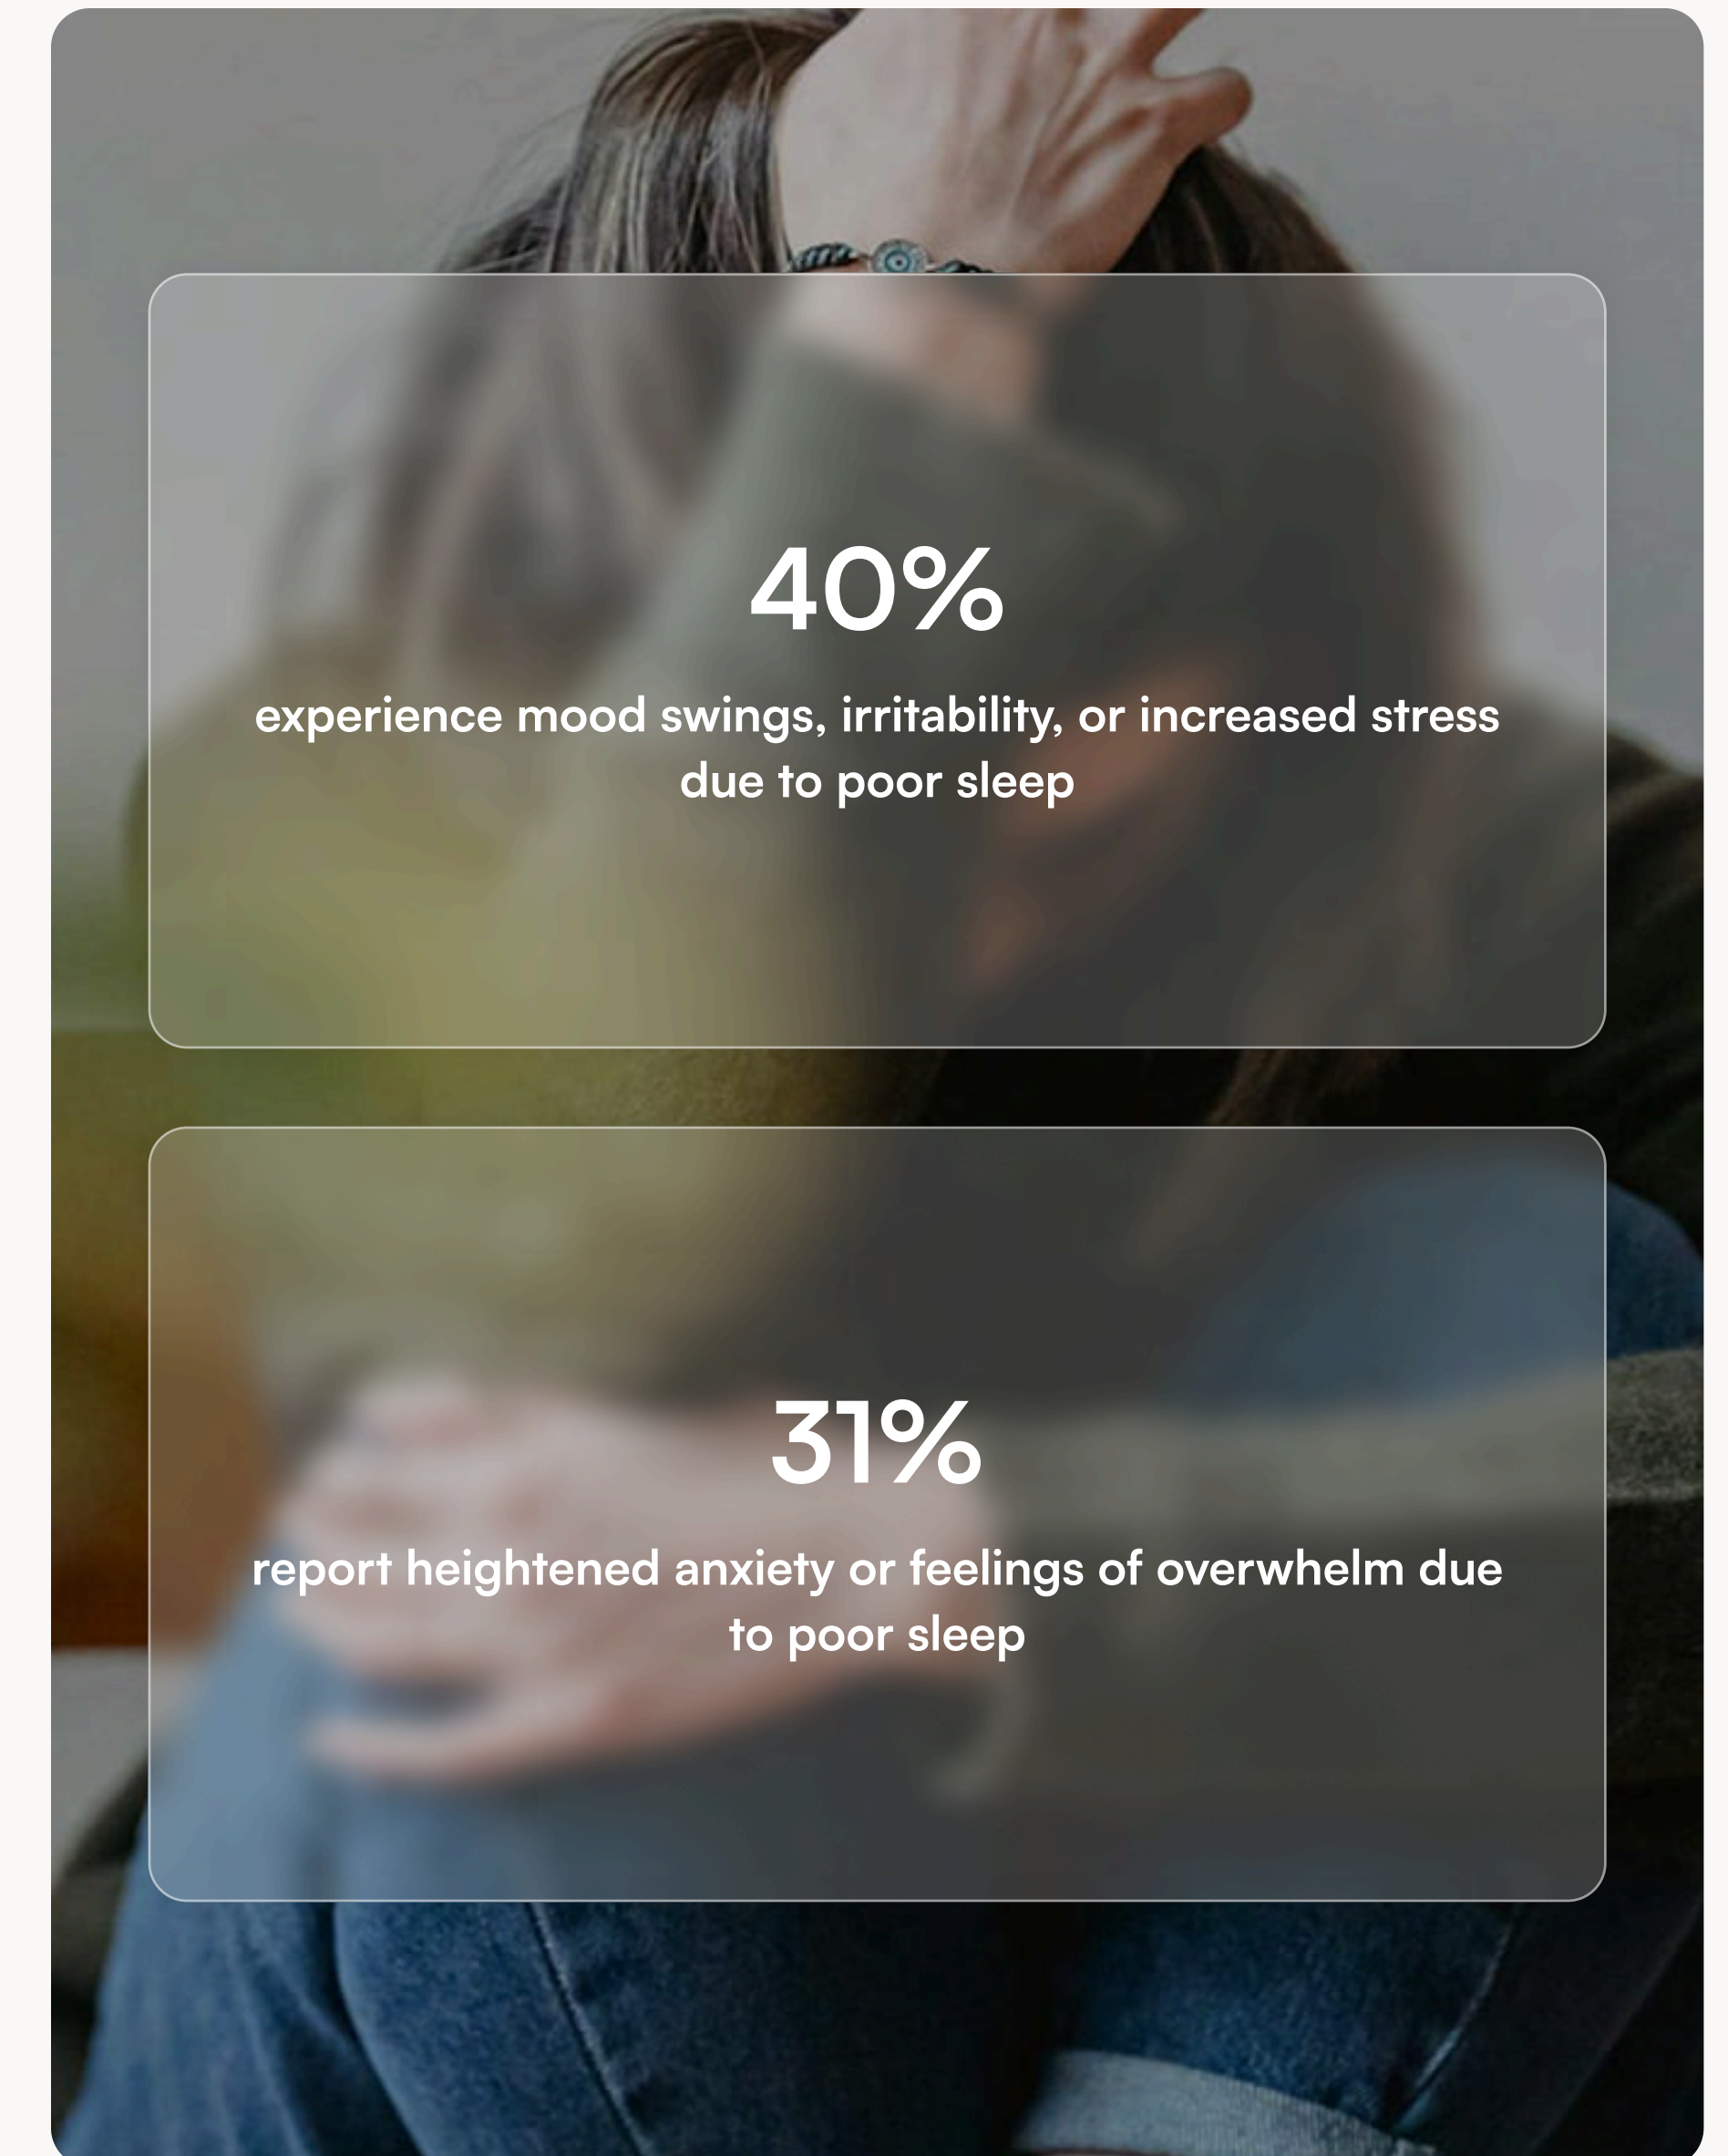 40%
experience mood swings, irritability, or increased stress
due to poor sleep
31%
report heightened anxiety or feelings of overwhelm due
to poor sleep